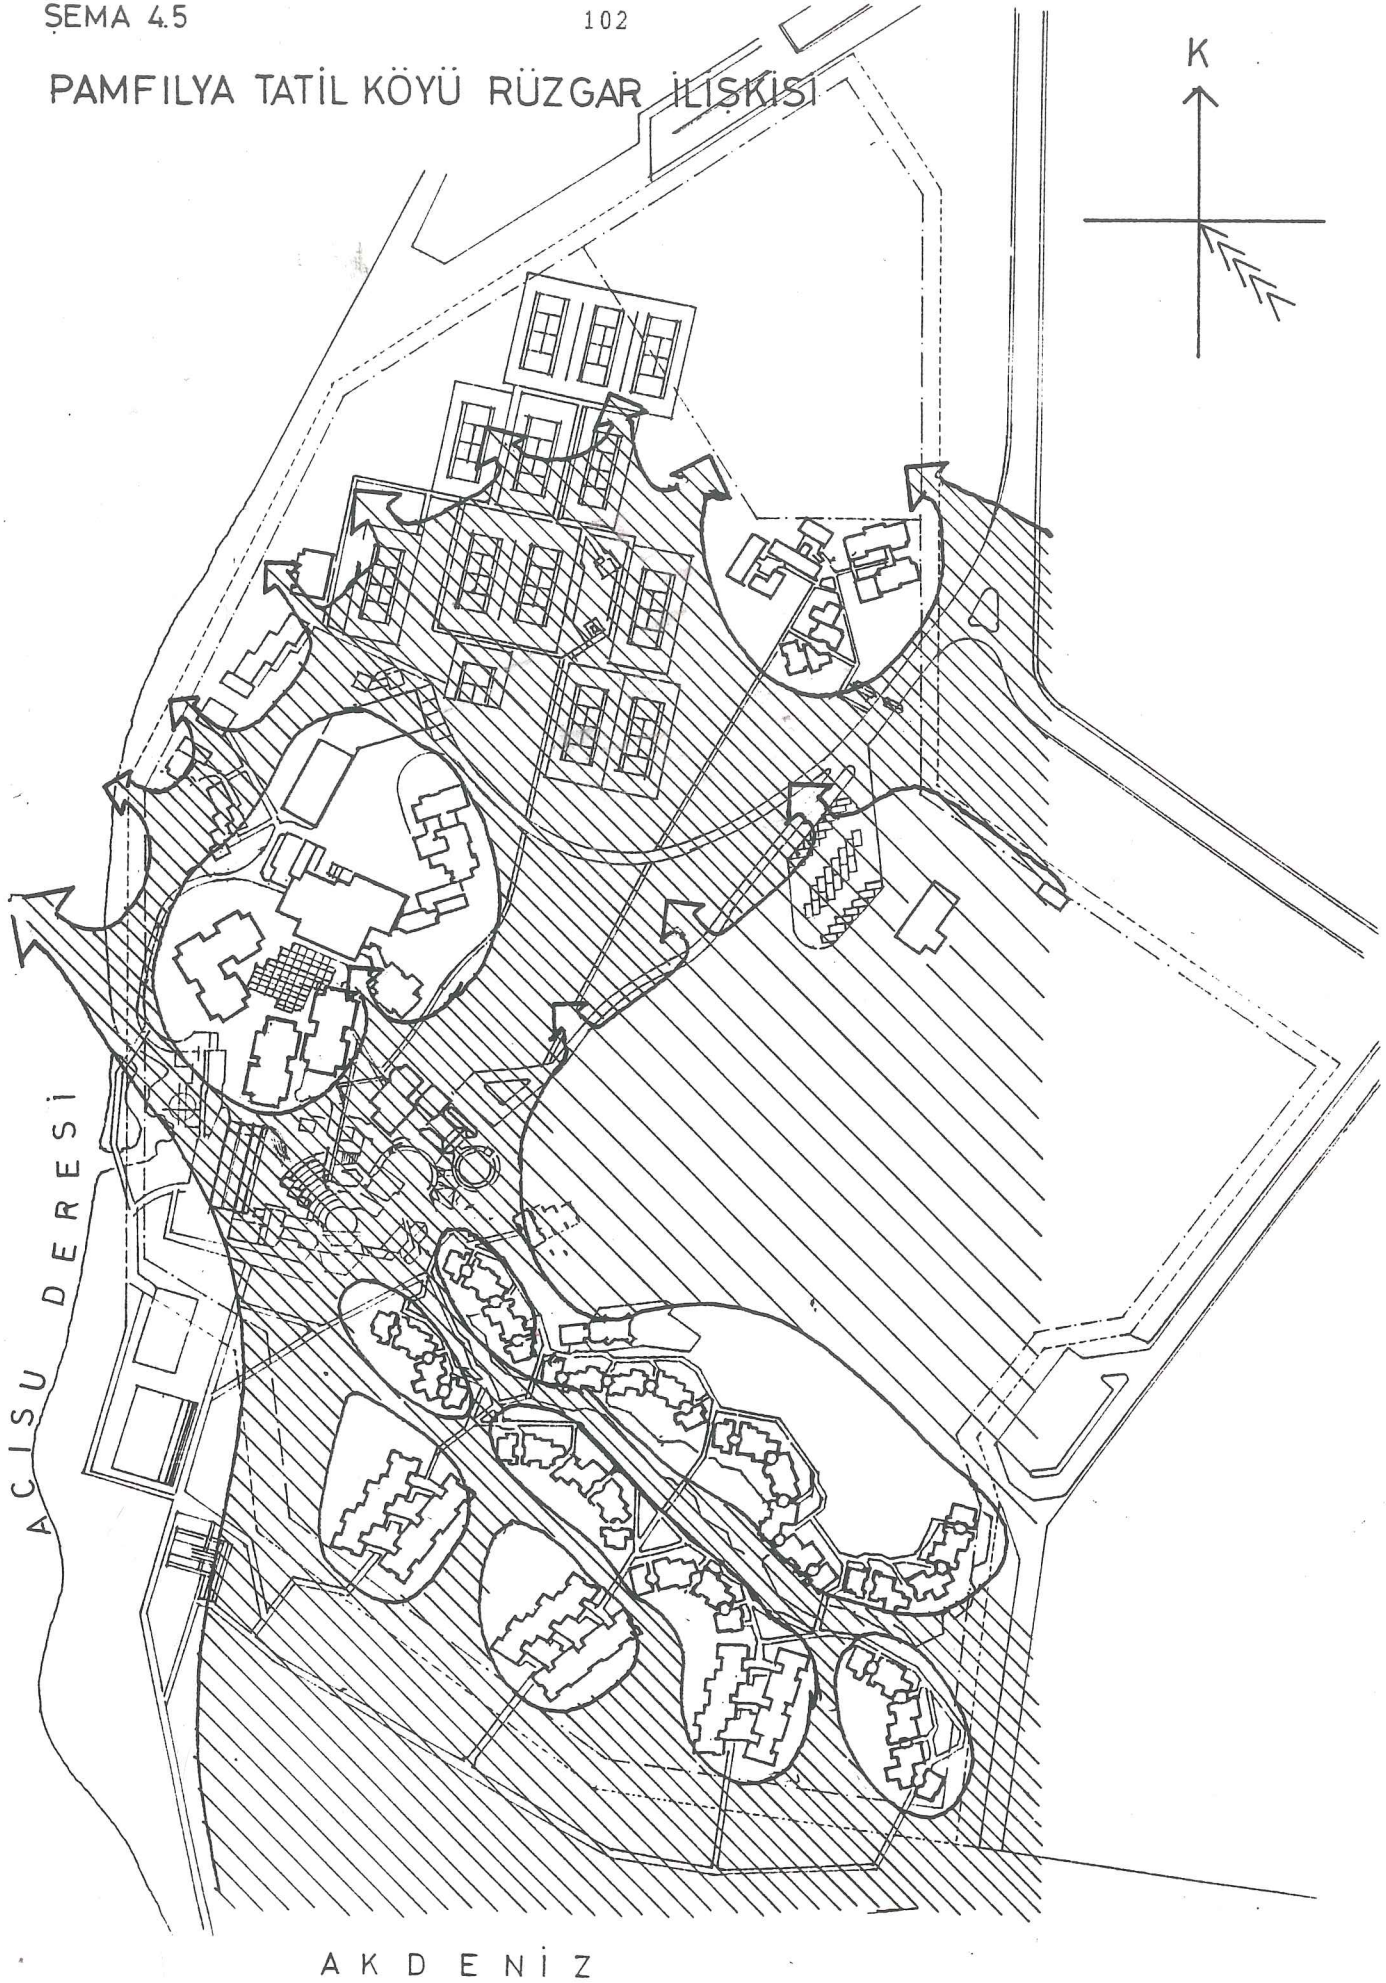 ŞEMA 4.5
102
PAMFILYA TATİL KÖYÜ RÜZGAR İLİŞKİSİ
K
ACISU DERESİ
AKDENİZ